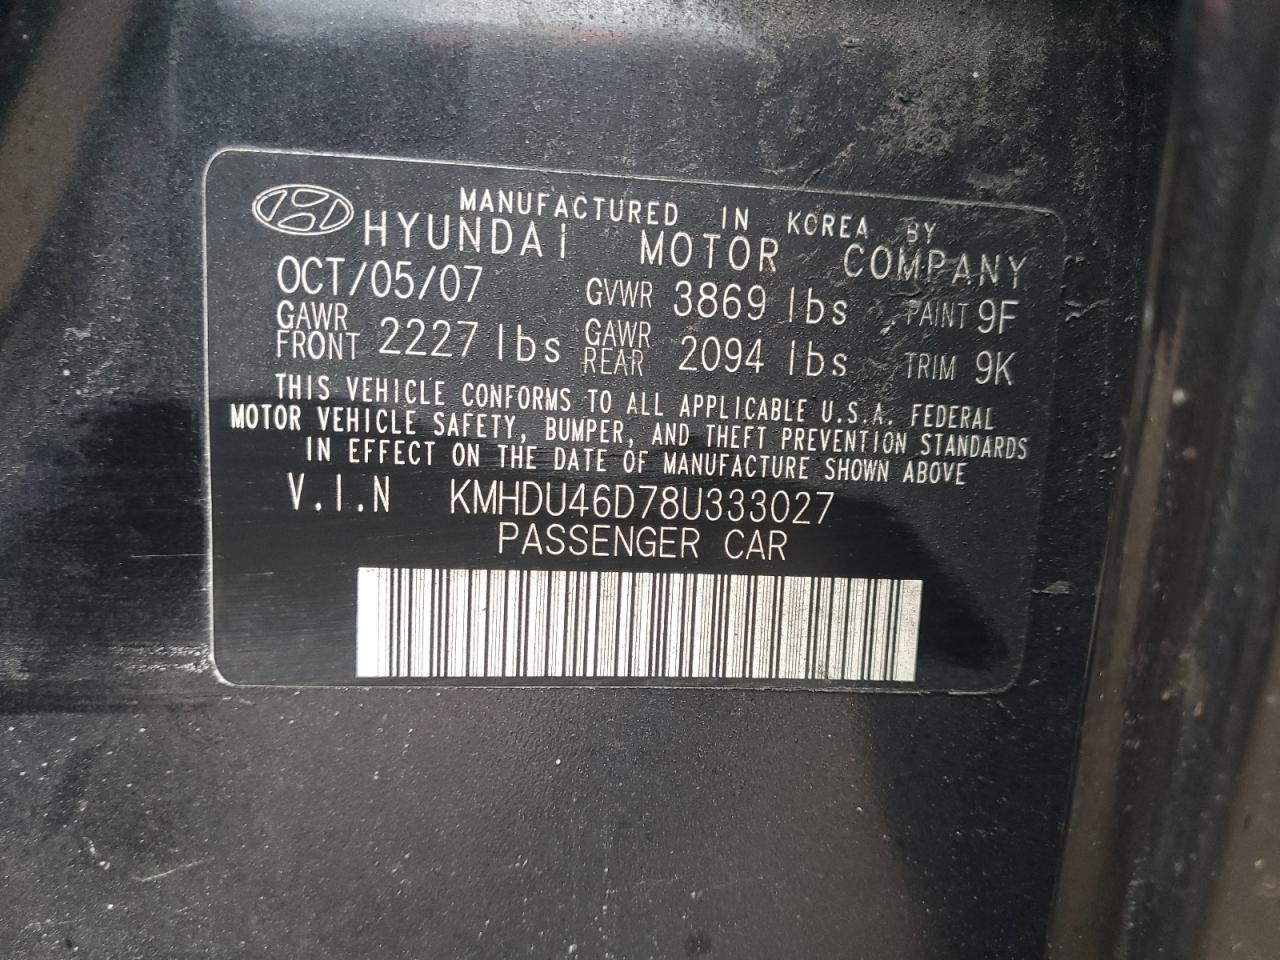 MANUFACTURED IN KOREA BY
HYUNDAI MOTOR COMPANY
OCT/05/07 GVWR 3869 lbs PAINT 9F
GAWR FRONT 2227 lbs GAWR REAR 2094 lbs TRIM 9K
THIS VEHICLE CONFORMS TO ALL APPLICABLE U.S.A. FEDERAL
MOTOR VEHICLE SAFETY, BUMPER, AND THEFT PREVENTION STANDARDS
IN EFFECT ON THE DATE OF MANUFACTURE SHOWN ABOVE
V.I.N KMHDU46D78U333027
PASSENGER CAR